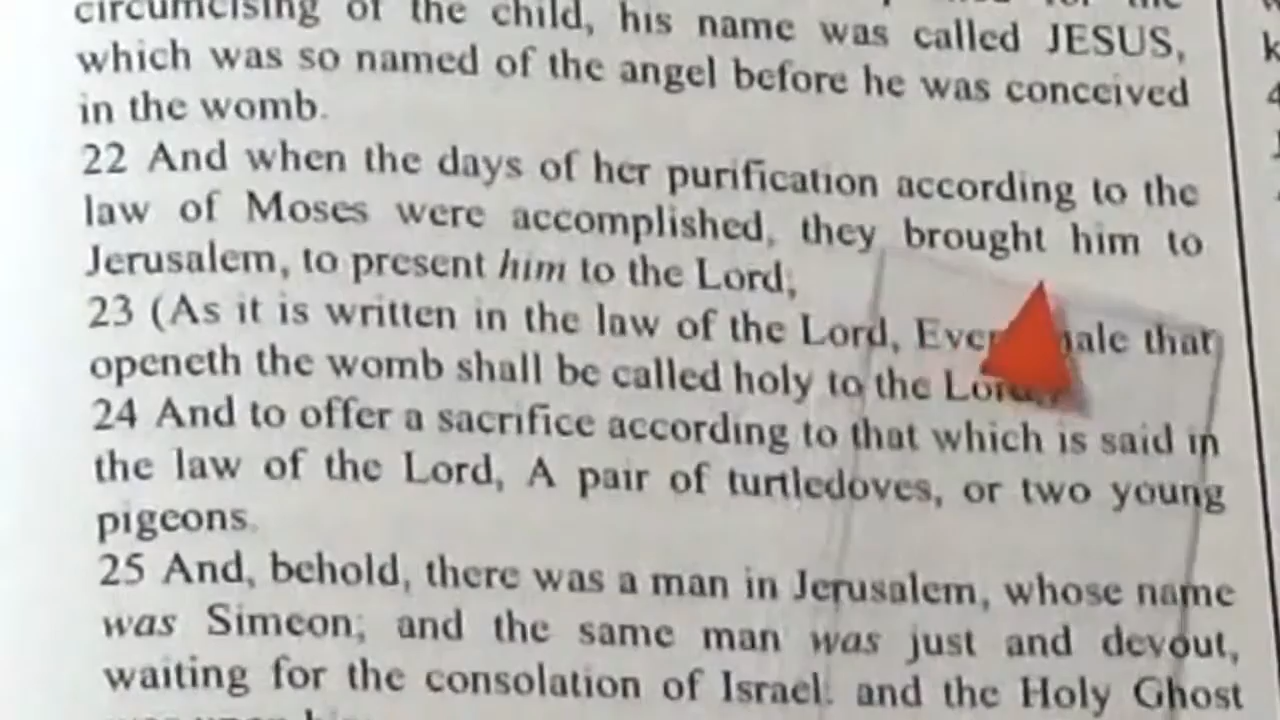 circumcising of the child, his name was called JESUS,
which was so named of the angel before he was conceived
in the womb.
22 And when the days of her purification according to the
law of Moses were accomplished, they brought him to
Jerusalem, to present him to the Lord;
23 (As it is written in the law of the Lord, Every male that
openeth the womb shall be called holy to the Lord;)
24 And to offer a sacrifice according to that which is said in
the law of the Lord, A pair of turtledoves, or two young
pigeons.
25 And, behold, there was a man in Jerusalem, whose name
was Simeon; and the same man was just and devout,
waiting for the consolation of Israel: and the Holy Ghost